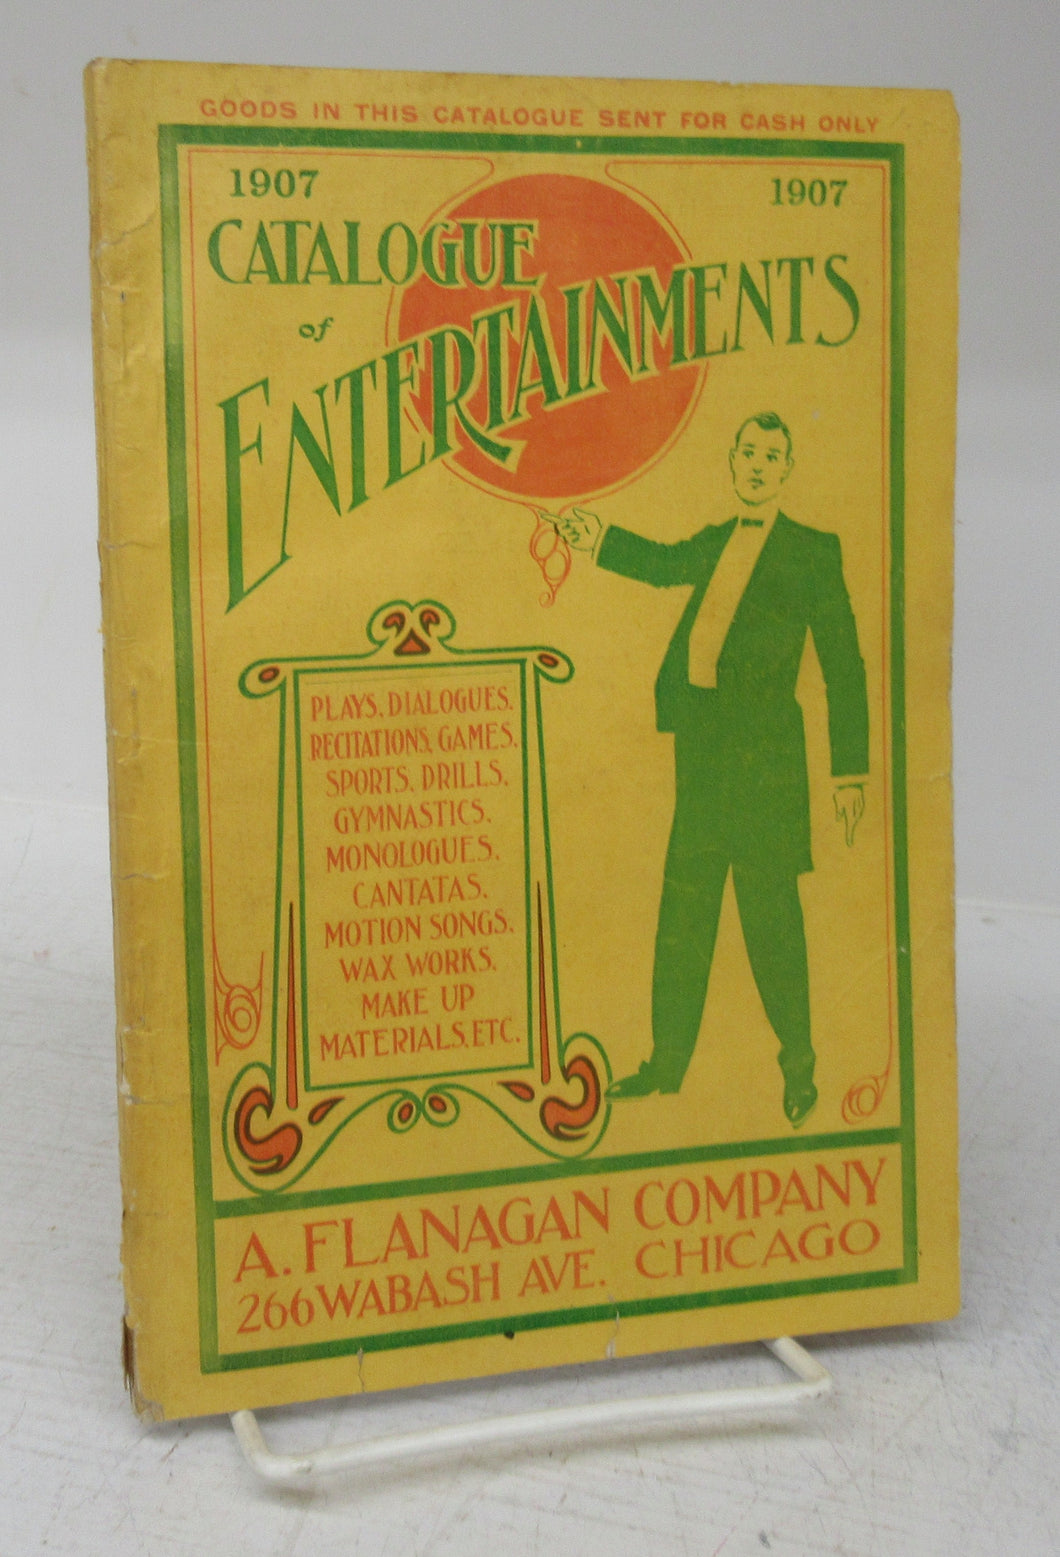 GOODS IN THIS CATALOGUE SENT FOR CASH ONLY
1907 1907
CATALOGUE
of
ENTERTAINMENTS
PLAYS, DIALOGUES,
RECITATIONS, GAMES,
SPORTS, DRILLS,
GYMNASTICS,
MONOLOGUES,
CANTATAS,
MOTION SONGS,
WAX WORKS,
MAKE UP
MATERIALS, ETC.
A. FLANAGAN COMPANY
266 WABASH AVE. CHICAGO